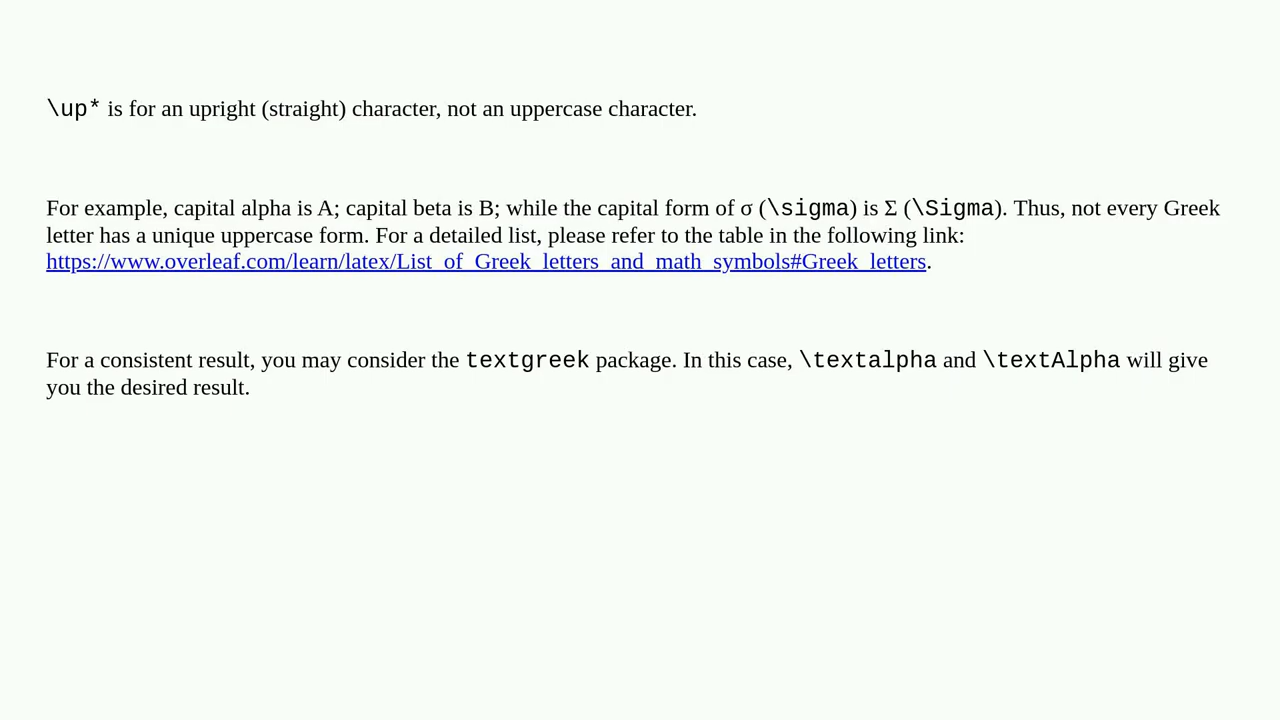 \up* is for an upright (straight) character, not an uppercase character.
For example, capital alpha is A; capital beta is B; while the capital form of σ (\sigma) is Σ (\Sigma). Thus, not every Greek
letter has a unique uppercase form. For a detailed list, please refer to the table in the following link:
https://www.overleaf.com/learn/latex/List_of_Greek_letters_and_math_symbols#Greek_letters.
For a consistent result, you may consider the textgreek package. In this case, \textalpha and \textAlpha will give
you the desired result.